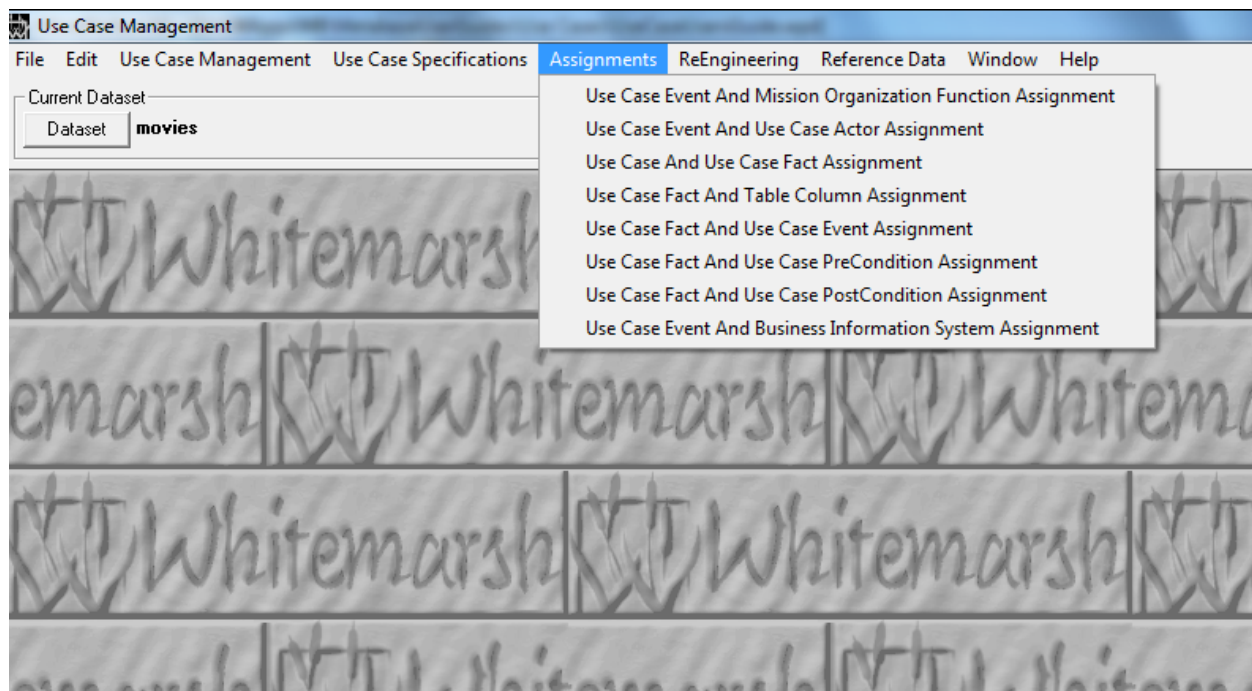 Use Case Management
File Edit Use Case Management Use Case Specifications Assignments ReEngineering Reference Data Window Help
Current Dataset
Dataset movies
Use Case Event And Mission Organization Function Assignment
Use Case Event And Use Case Actor Assignment
Use Case And Use Case Fact Assignment
Use Case Fact And Table Column Assignment
Use Case Fact And Use Case Event Assignment
Use Case Fact And Use Case PreCondition Assignment
Use Case Fact And Use Case PostCondition Assignment
Use Case Event And Business Information System Assignment
Whitemarsh
emarsh Whitemarsh Whitem
Whitemarsh Whitemarsh